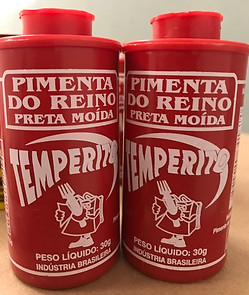 PIMENTA
DO REINO
PRETA MOÍDA
TEMPERITO
PESO LÍQUIDO: 30g
INDÚSTRIA BRASILEIRA
PIMENTA
DO REINO
PRETA MOÍDA
TEMPERITO
PESO LÍQUIDO: 30g
INDÚSTRIA BRASILEIRA